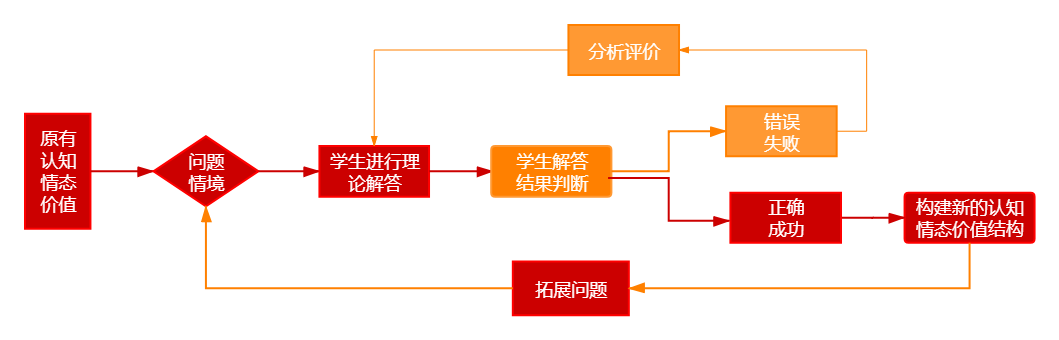 分析评价
原有
认知
情态
价值
问题
情境
学生进行理
论解答
学生解答
结果判断
错误
失败
正确
成功
构建新的认知
情态价值结构
拓展问题